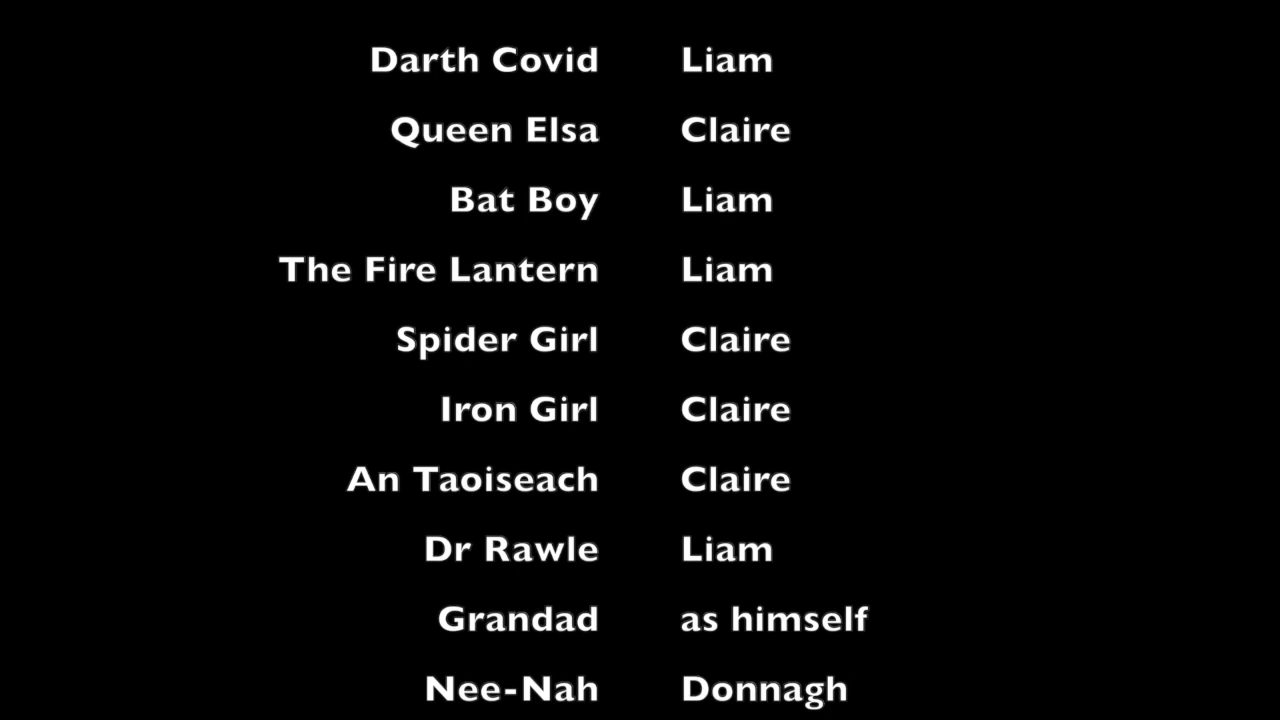 Darth Covid Liam
Queen Elsa Claire
Bat Boy Liam
The Fire Lantern Liam
Spider Girl Claire
Iron Girl Claire
An Taoiseach Claire
Dr Rawle Liam
Grandad as himself
Nee-Nah Donnagh